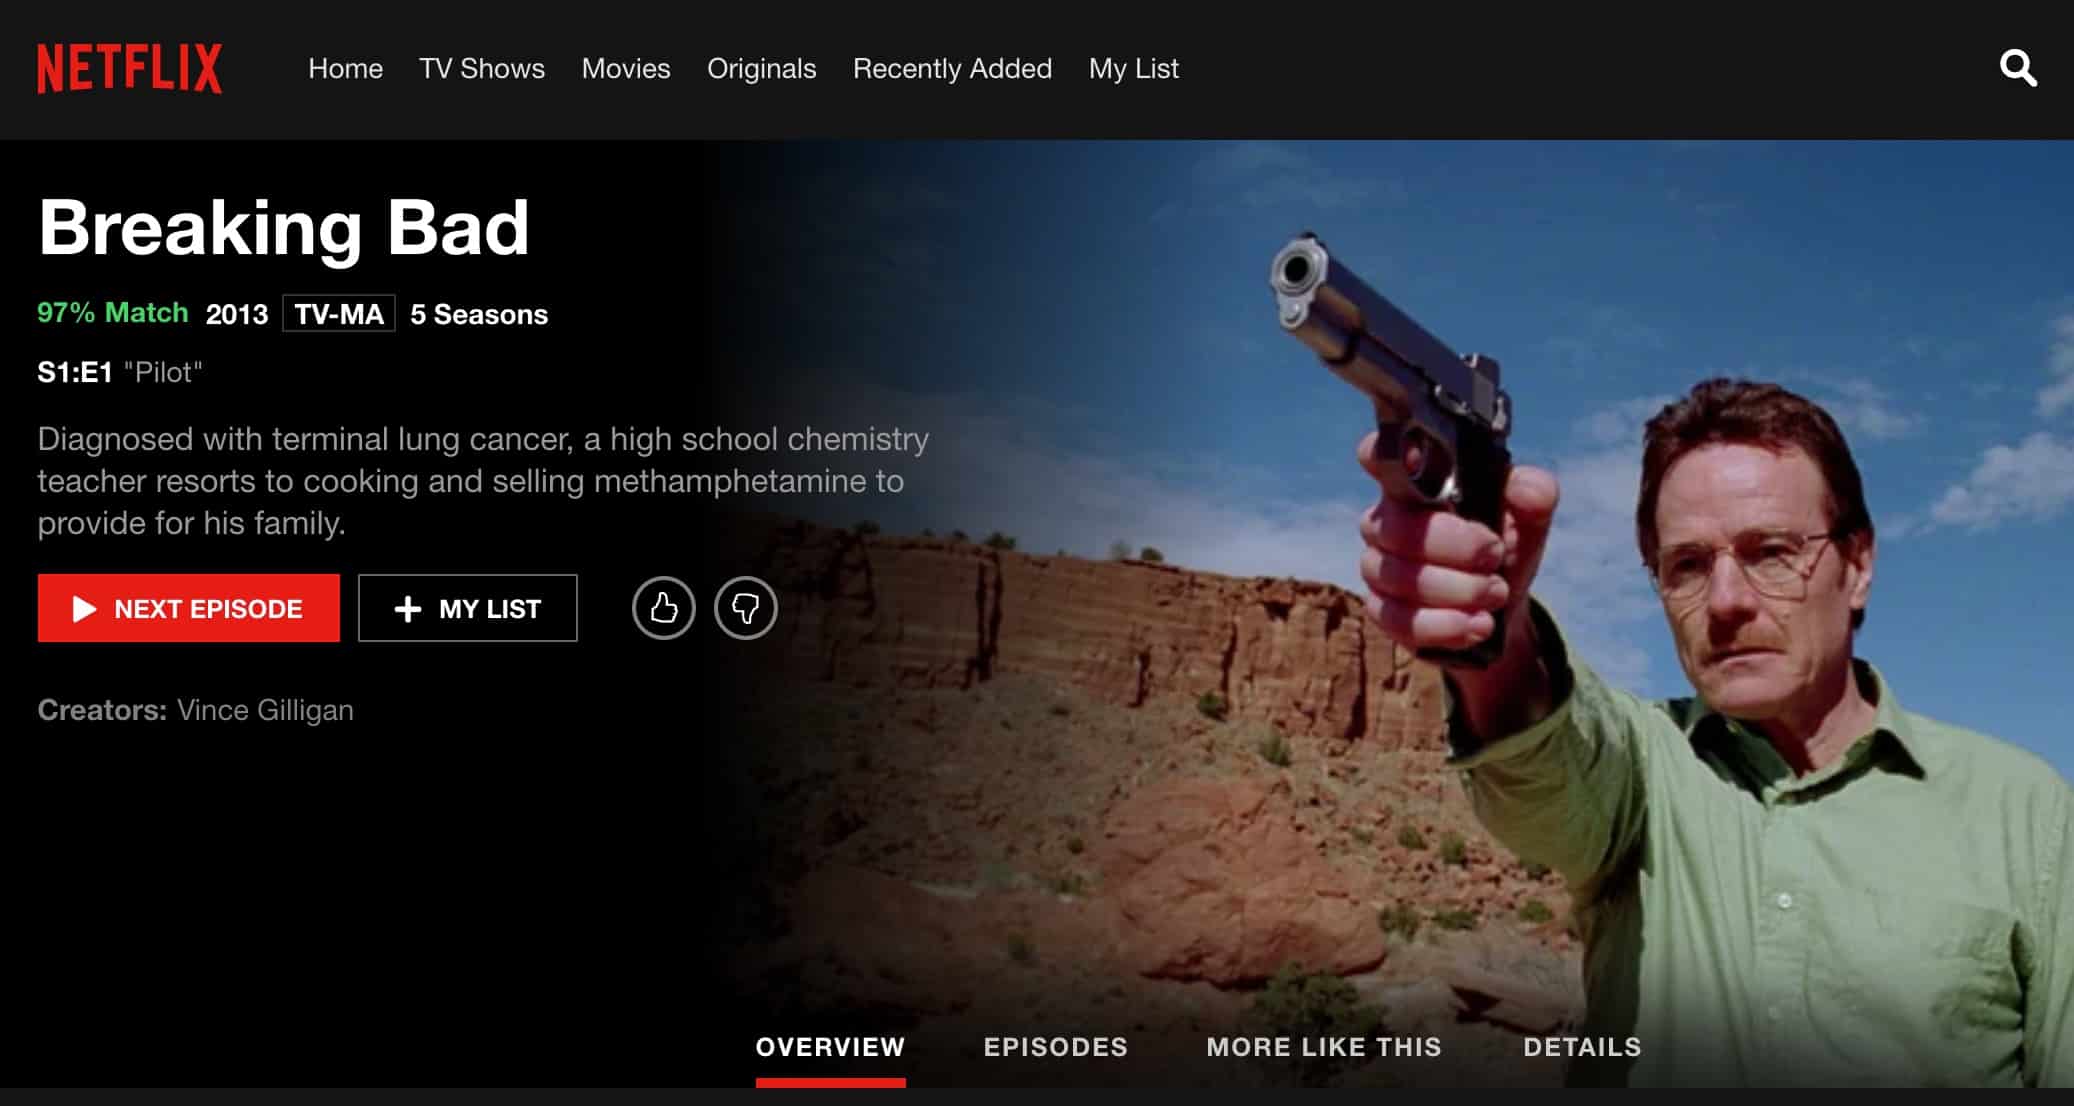 NETFLIX
Home TV Shows Movies Originals Recently Added My List
Breaking Bad
97% Match 2013 TV-MA 5 Seasons
S1:E1 "Pilot"
Diagnosed with terminal lung cancer, a high school chemistry
teacher resorts to cooking and selling methamphetamine to
provide for his family.
NEXT EPISODE
MY LIST
Creators: Vince Gilligan
OVERVIEW EPISODES MORE LIKE THIS DETAILS